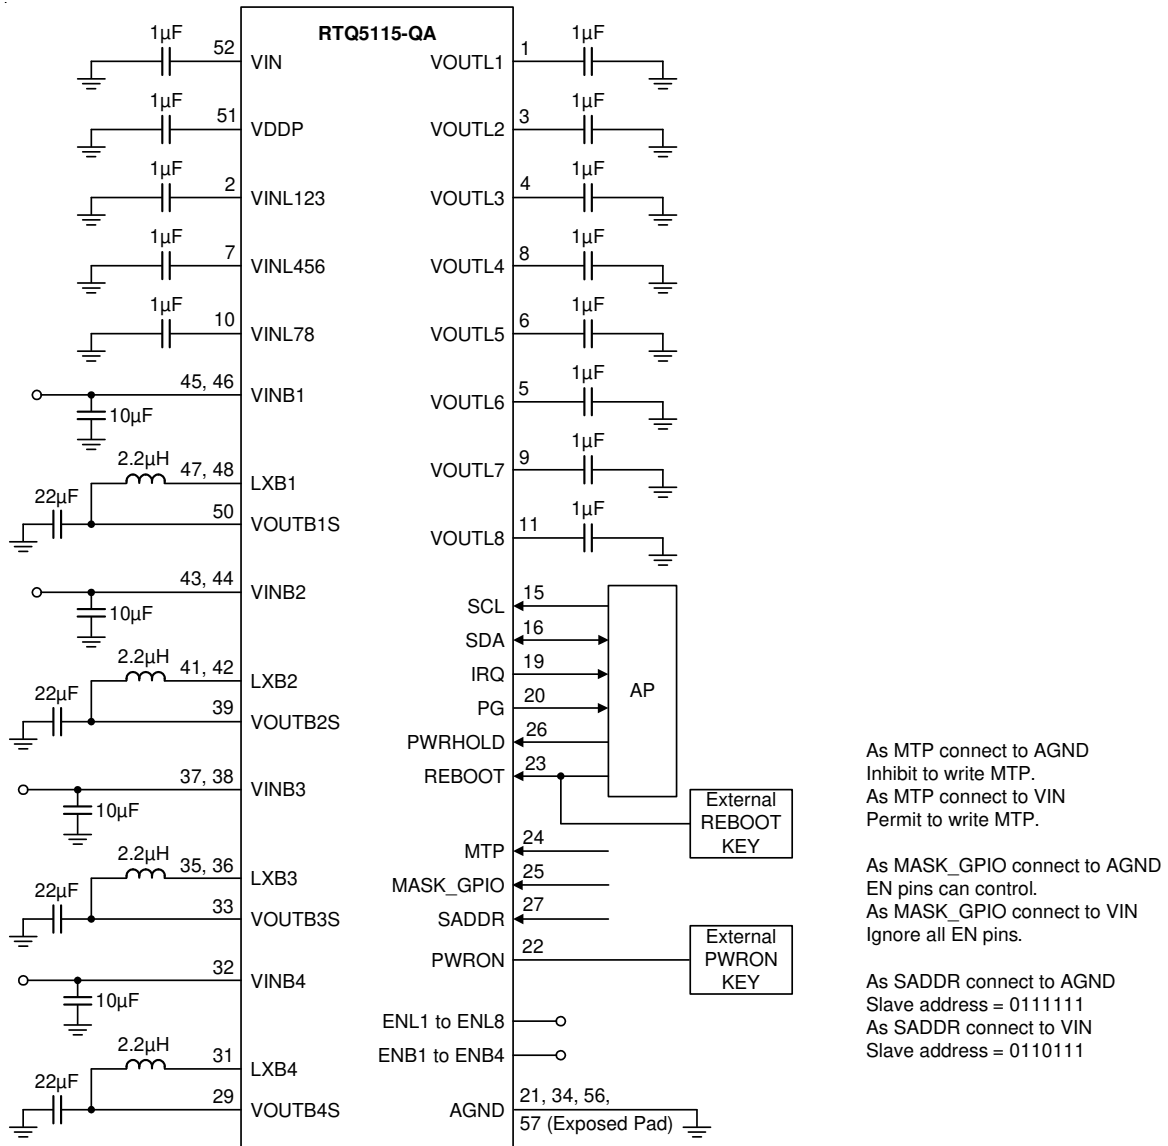 RTQ5115-QA
1µF
52
VIN
VOUTL1
1
1µF
1µF
51
VDDP
VOUTL2
3
1µF
1µF
2
VINL123
VOUTL3
4
1µF
1µF
7
VINL456
VOUTL4
8
1µF
1µF
10
VINL78
VOUTL5
6
1µF
45, 46
VINB1
10µF
VOUTL6
5
1µF
2.2µH
47, 48
LXB1
VOUTL7
9
1µF
22µF
50
VOUTB1S
VOUTL8
11
1µF
43, 44
VINB2
10µF
SCL
15
SDA
16
2.2µH
41, 42
LXB2
IRQ
19
AP
22µF
39
VOUTB2S
PG
20
PWRHOLD
26
REBOOT
23
37, 38
VINB3
10µF
External
REBOOT
KEY
2.2µH
35, 36
LXB3
MTP
24
MASK_GPIO
25
22µF
33
VOUTB3S
SADDR
27
32
VINB4
10µF
PWRON
22
External
PWRON
KEY
ENL1 to ENL8
ENB1 to ENB4
2.2µH
31
LXB4
22µF
29
VOUTB4S
AGND
21, 34, 56,
57 (Exposed Pad)
As MTP connect to AGND
Inhibit to write MTP.
As MTP connect to VIN
Permit to write MTP.
As MASK_GPIO connect to AGND
EN pins can control.
As MASK_GPIO connect to VIN
Ignore all EN pins.
As SADDR connect to AGND
Slave address = 0111111
As SADDR connect to VIN
Slave address = 0110111